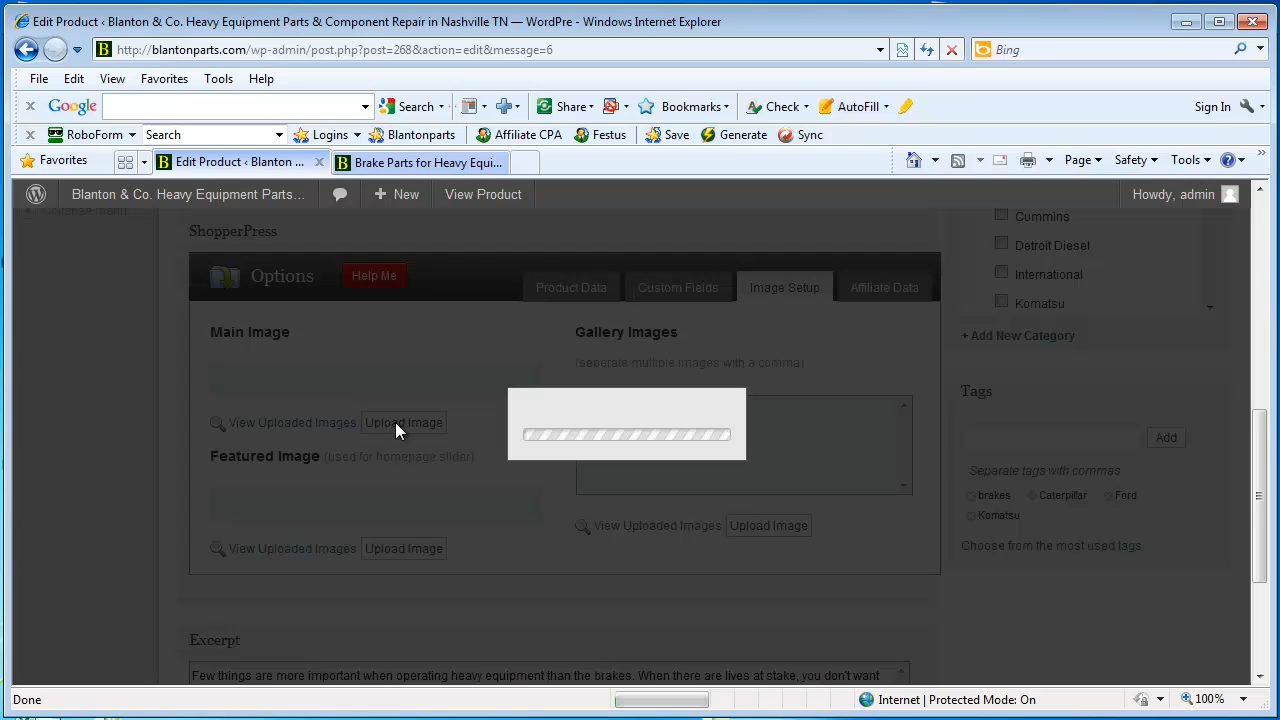 Edit Product ‹ Blanton & Co. Heavy Equipment Parts & Component Repair in Nashville TN — WordPre - Windows Internet Explorer
http://blantonparts.com/wp-admin/post.php?post=268&action=edit&message=6
Bing
File Edit View Favorites Tools Help
Google Search Share Bookmarks Check AutoFill Sign In
RoboForm Search Logins Blantonparts Affiliate CPA Festus Save Generate Sync
Favorites Edit Product ‹ Blanton ... Brake Parts for Heavy Equi... Page Safety Tools
Blanton & Co. Heavy Equipment Parts... New View Product Howdy, admin
Collapse menu
ShopperPress
Cummins
Detroit Diesel
International
Komatsu
+ Add New Category
Options Help Me Product Data Custom Fields Image Setup Affiliate Data
Main Image
View Uploaded Images Upload Image
Featured Image (used for homepage slider)
View Uploaded Images Upload Image
Gallery Images
(seperate multiple images with a comma)
View Uploaded Images Upload Image
Tags
Add
Separate tags with commas
brakes Caterpillar Ford
Komatsu
Choose from the most used tags
Excerpt
Few things are more important when operating heavy equipment than the brakes. When there are lives at stake, you don't want
Done Internet | Protected Mode: On 100%